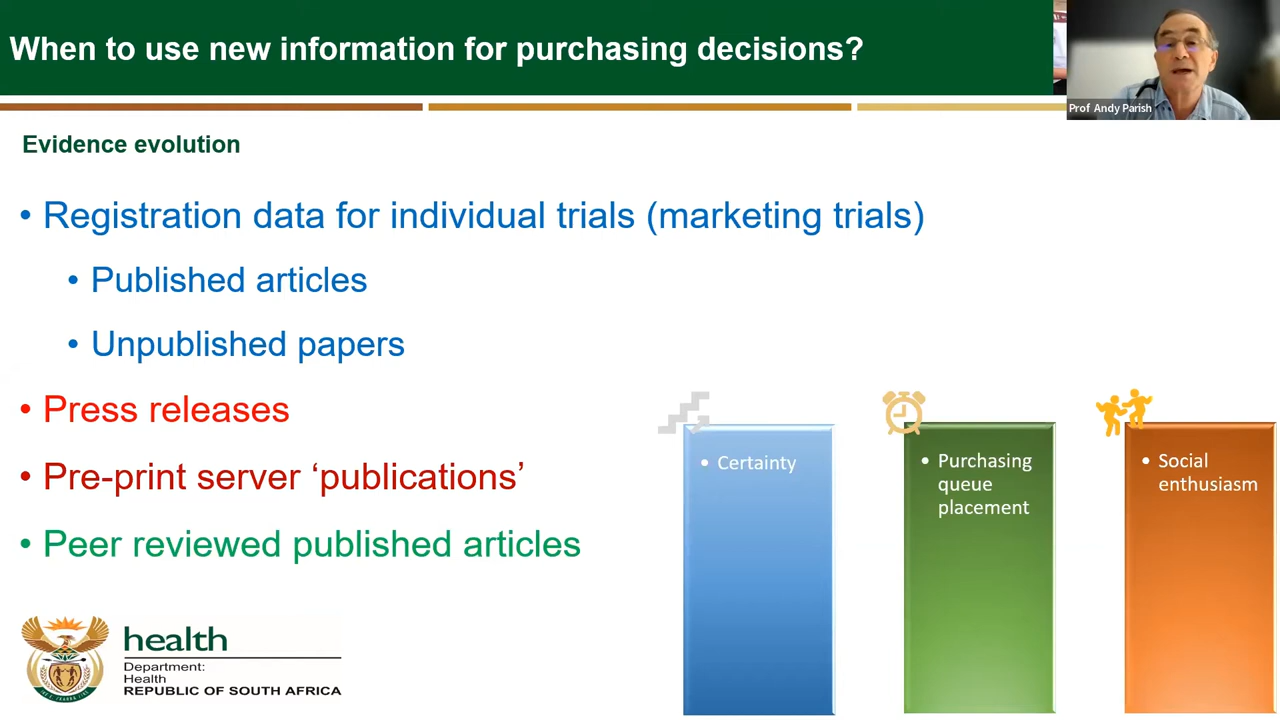 When to use new information for purchasing decisions?
Prof Andy Parish
Evidence evolution
• Registration data for individual trials (marketing trials)
• Published articles
• Unpublished papers
• Press releases
• Pre-print server ‘publications’
• Peer reviewed published articles
• Certainty
• Purchasing
queue
placement
• Social
enthusiasm
health
Department:
Health
REPUBLIC OF SOUTH AFRICA